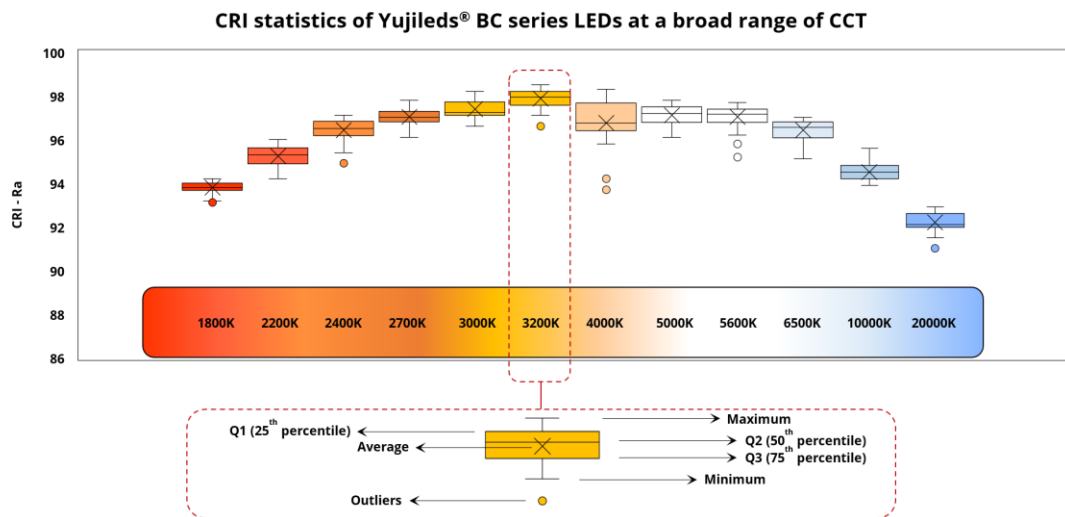 CRI statistics of Yujileds® BC series LEDs at a broad range of CCT
100
98
96
94
92
90
88
86
CRI - Ra
1800K 2200K 2400K 2700K 3000K 3200K 4000K 5000K 5600K 6500K 10000K 20000K
Maximum
Q1 (25th percentile)
Q2 (50th percentile)
Average
Q3 (75th percentile)
Minimum
Outliers